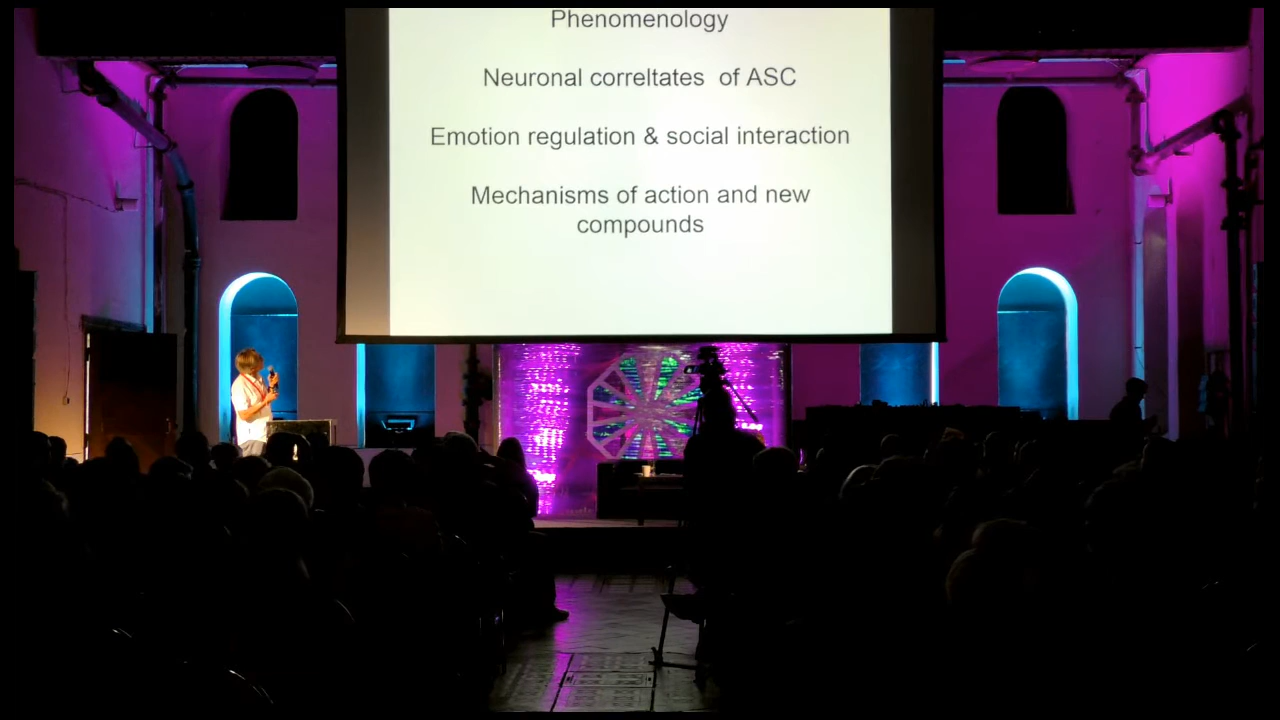 Phenomenology
Neuronal correltates of ASC
Emotion regulation & social interaction
Mechanisms of action and new
compounds